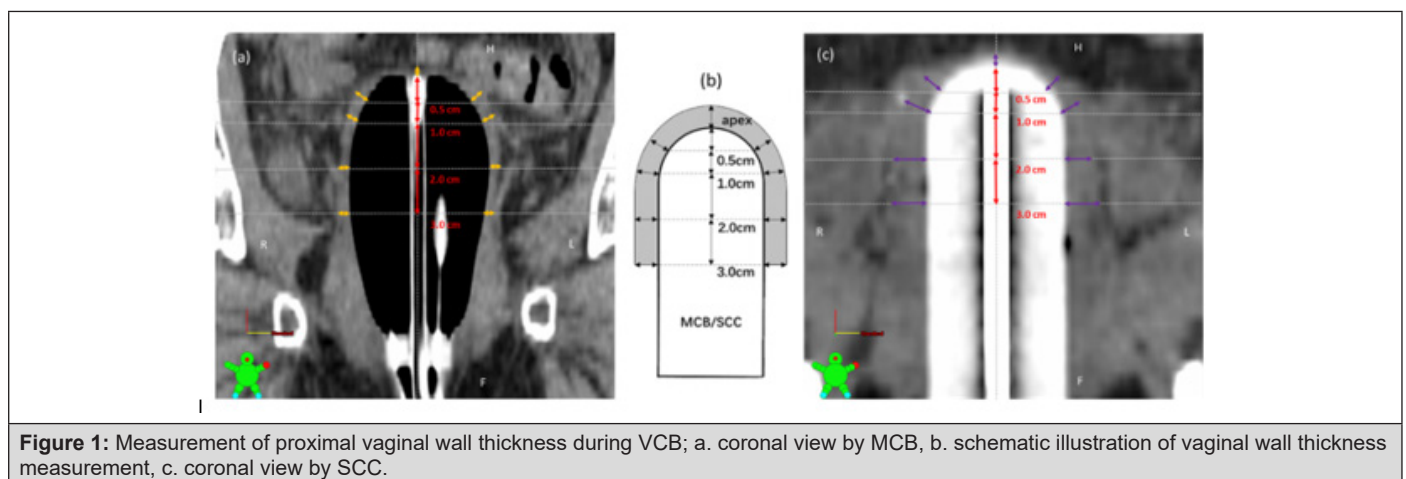 (a)
H
0.5 cm
1.0 cm
2.0 cm
3.0 cm
R
L
F
(b)
apex
0.5cm
1.0cm
2.0cm
3.0cm
MCB/SCC
(c)
H
0.5 cm
1.0 cm
2.0 cm
3.0 cm
R
L
F
Figure 1: Measurement of proximal vaginal wall thickness during VCB; a. coronal view by MCB, b. schematic illustration of vaginal wall thickness
measurement, c. coronal view by SCC.